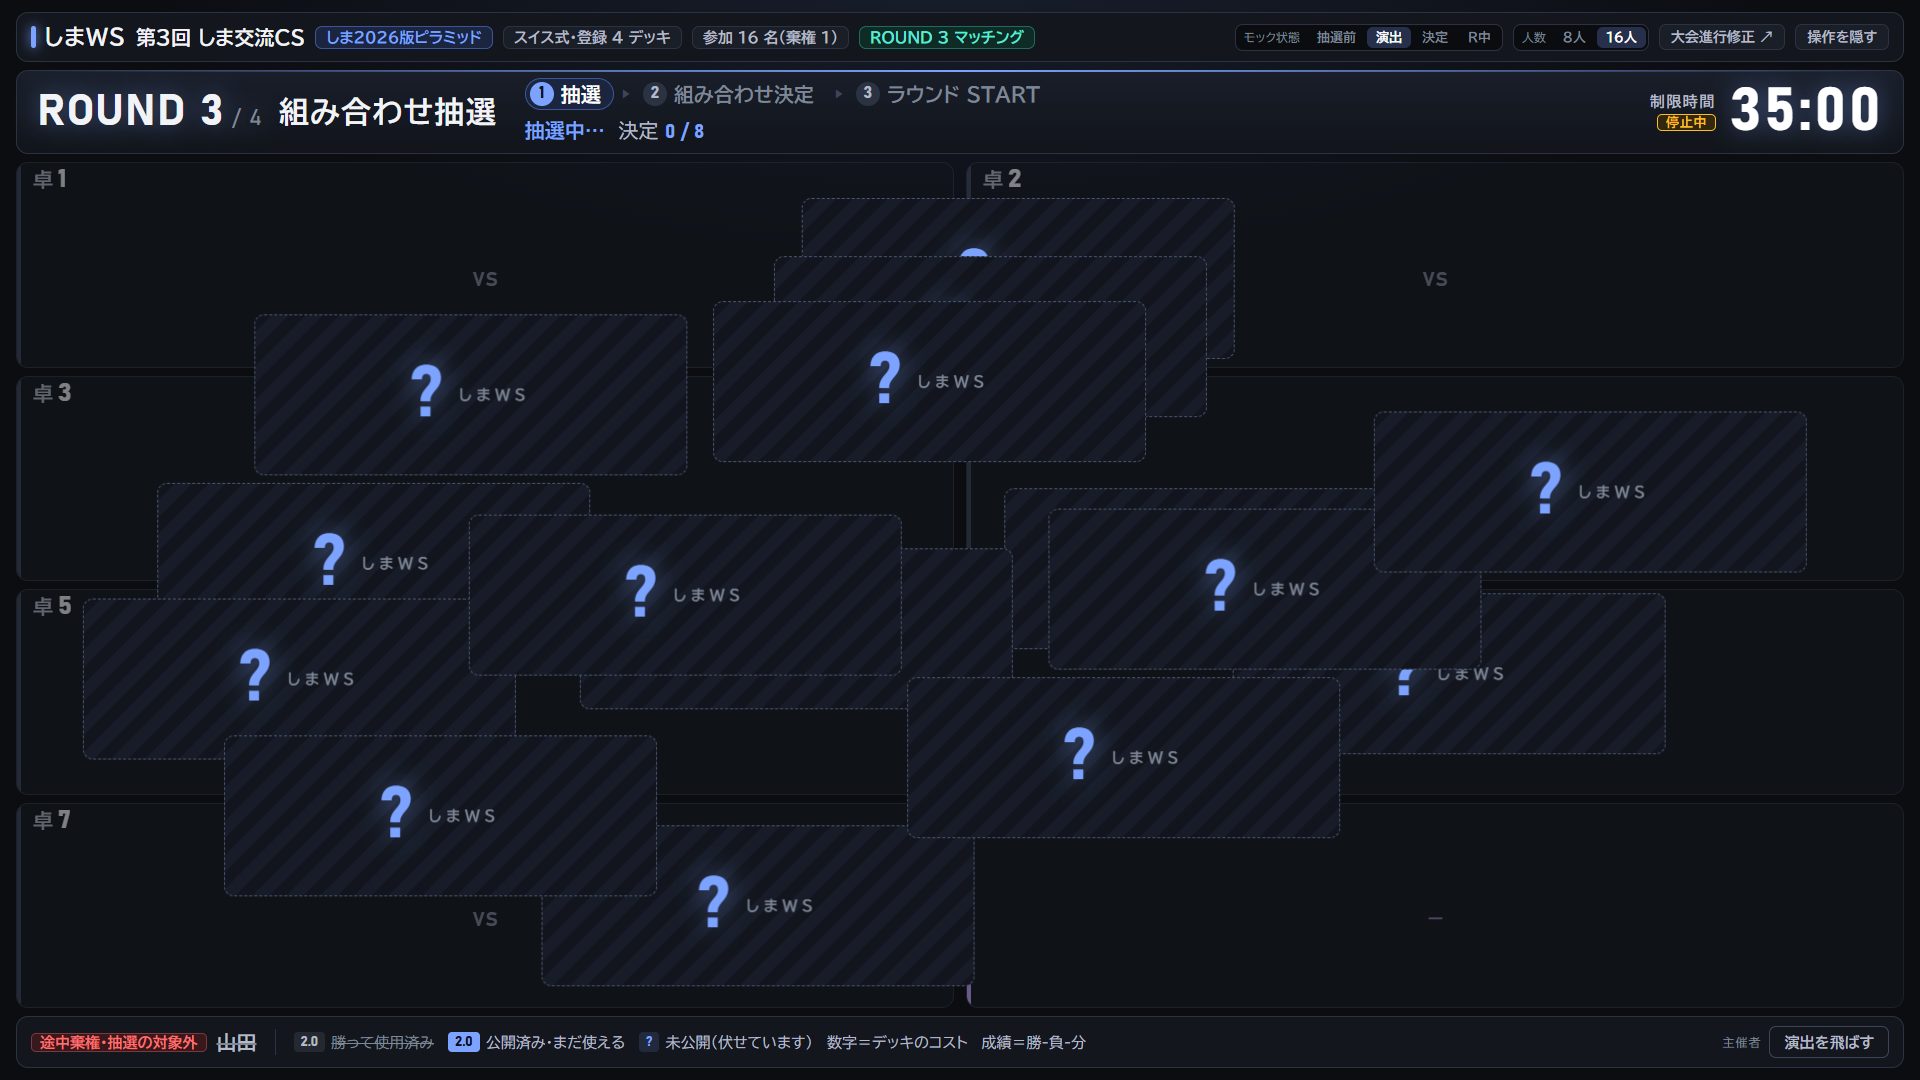 しまWS 第3回 しま交流CS しま2026版ピラミッド スイス式・登録 4 デッキ 参加 16 名(棄権 1) ROUND 3 マッチング モック状態 抽選前 演出 決定 R中 人数 8人 16人 大会進行修正 ↗ 操作を隠す
ROUND 3 / 4 組み合わせ抽選
1 抽選 ▸ 2 組み合わせ決定 ▸ 3 ラウンド START
抽選中… 決定 0 / 8
制限時間 35:00
停止中
卓 1
VS
卓 2
VS
? しまWS
? しまWS
卓 3
? しまWS
? しまWS
? しまWS
? しまWS
卓 5
? しまWS
? しまWS
? しまWS
? しまWS
卓 7
? しまWS
VS
–
途中棄権・抽選の対象外 山田 2.0 勝って使用済み 2.0 公開済み・まだ使える ? 未公開(伏せています) 数字=デッキのコスト 成績=勝-負-分 主催者 演出を飛ばす